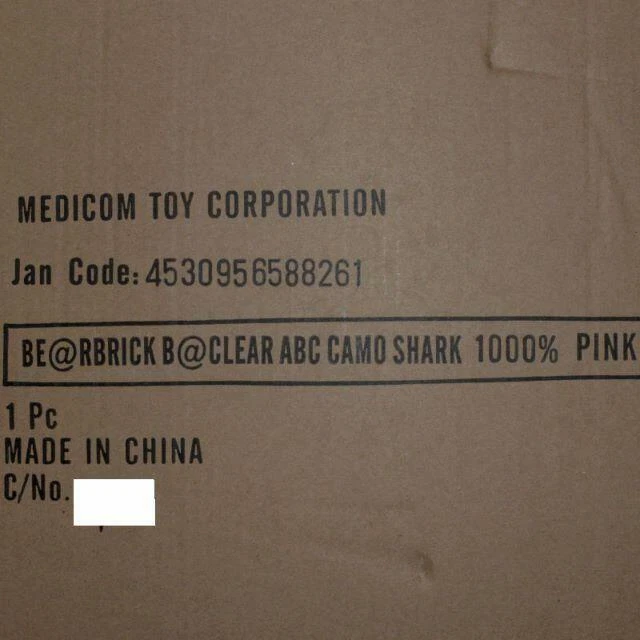 MEDICOM TOY CORPORATION
Jan Code: 4530956588261
BE@RBRICK B@CLEAR ABC CAMO SHARK 1000% PINK
1 Pc
MADE IN CHINA
C/No.